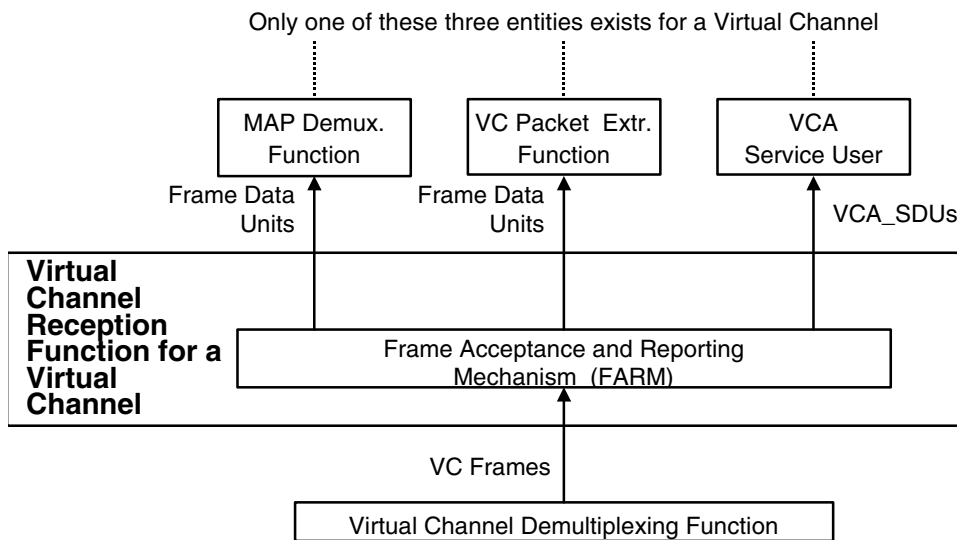 Only one of these three entities exists for a Virtual Channel
MAP Demux.
Function
VC Packet Extr.
Function
VCA
Service User
Frame Data
Units
Frame Data
Units
VCA_SDUs
Virtual
Channel
Reception
Function for a
Virtual
Channel
Frame Acceptance and Reporting
Mechanism (FARM)
VC Frames
Virtual Channel Demultiplexing Function